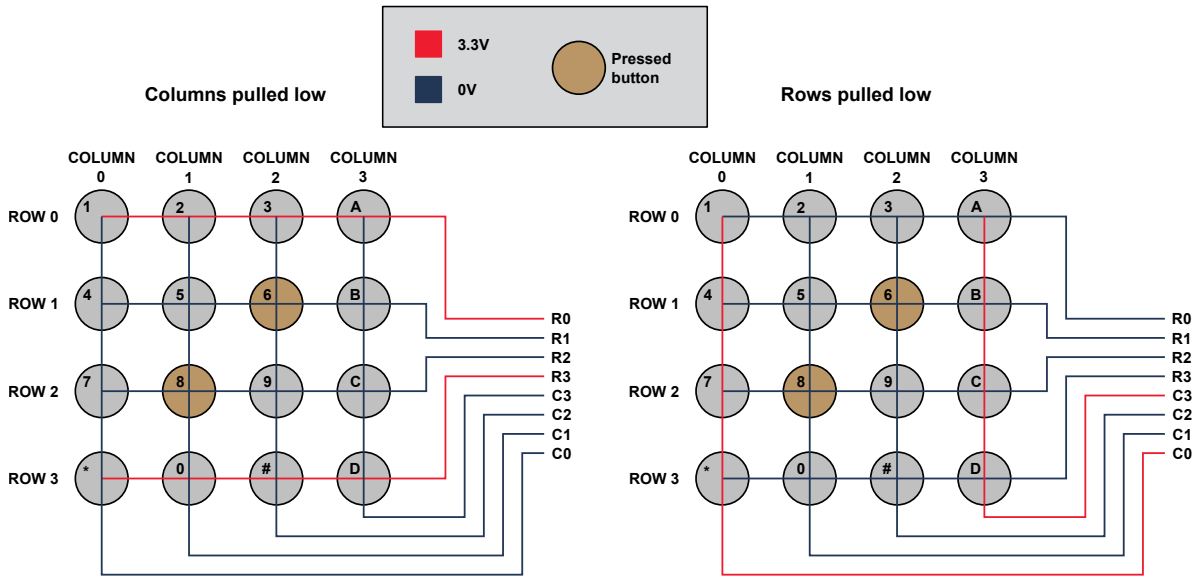 3.3V
0V
Pressed
button
Columns pulled low
COLUMN COLUMN COLUMN COLUMN
0 1 2 3
ROW 0 1 2 3 A
ROW 1 4 5 6 B
ROW 2 7 8 9 C
ROW 3 * 0 # D
R0
R1
R2
R3
C3
C2
C1
C0
Rows pulled low
COLUMN COLUMN COLUMN COLUMN
0 1 2 3
ROW 0 1 2 3 A
ROW 1 4 5 6 B
ROW 2 7 8 9 C
ROW 3 * 0 # D
R0
R1
R2
R3
C3
C2
C1
C0